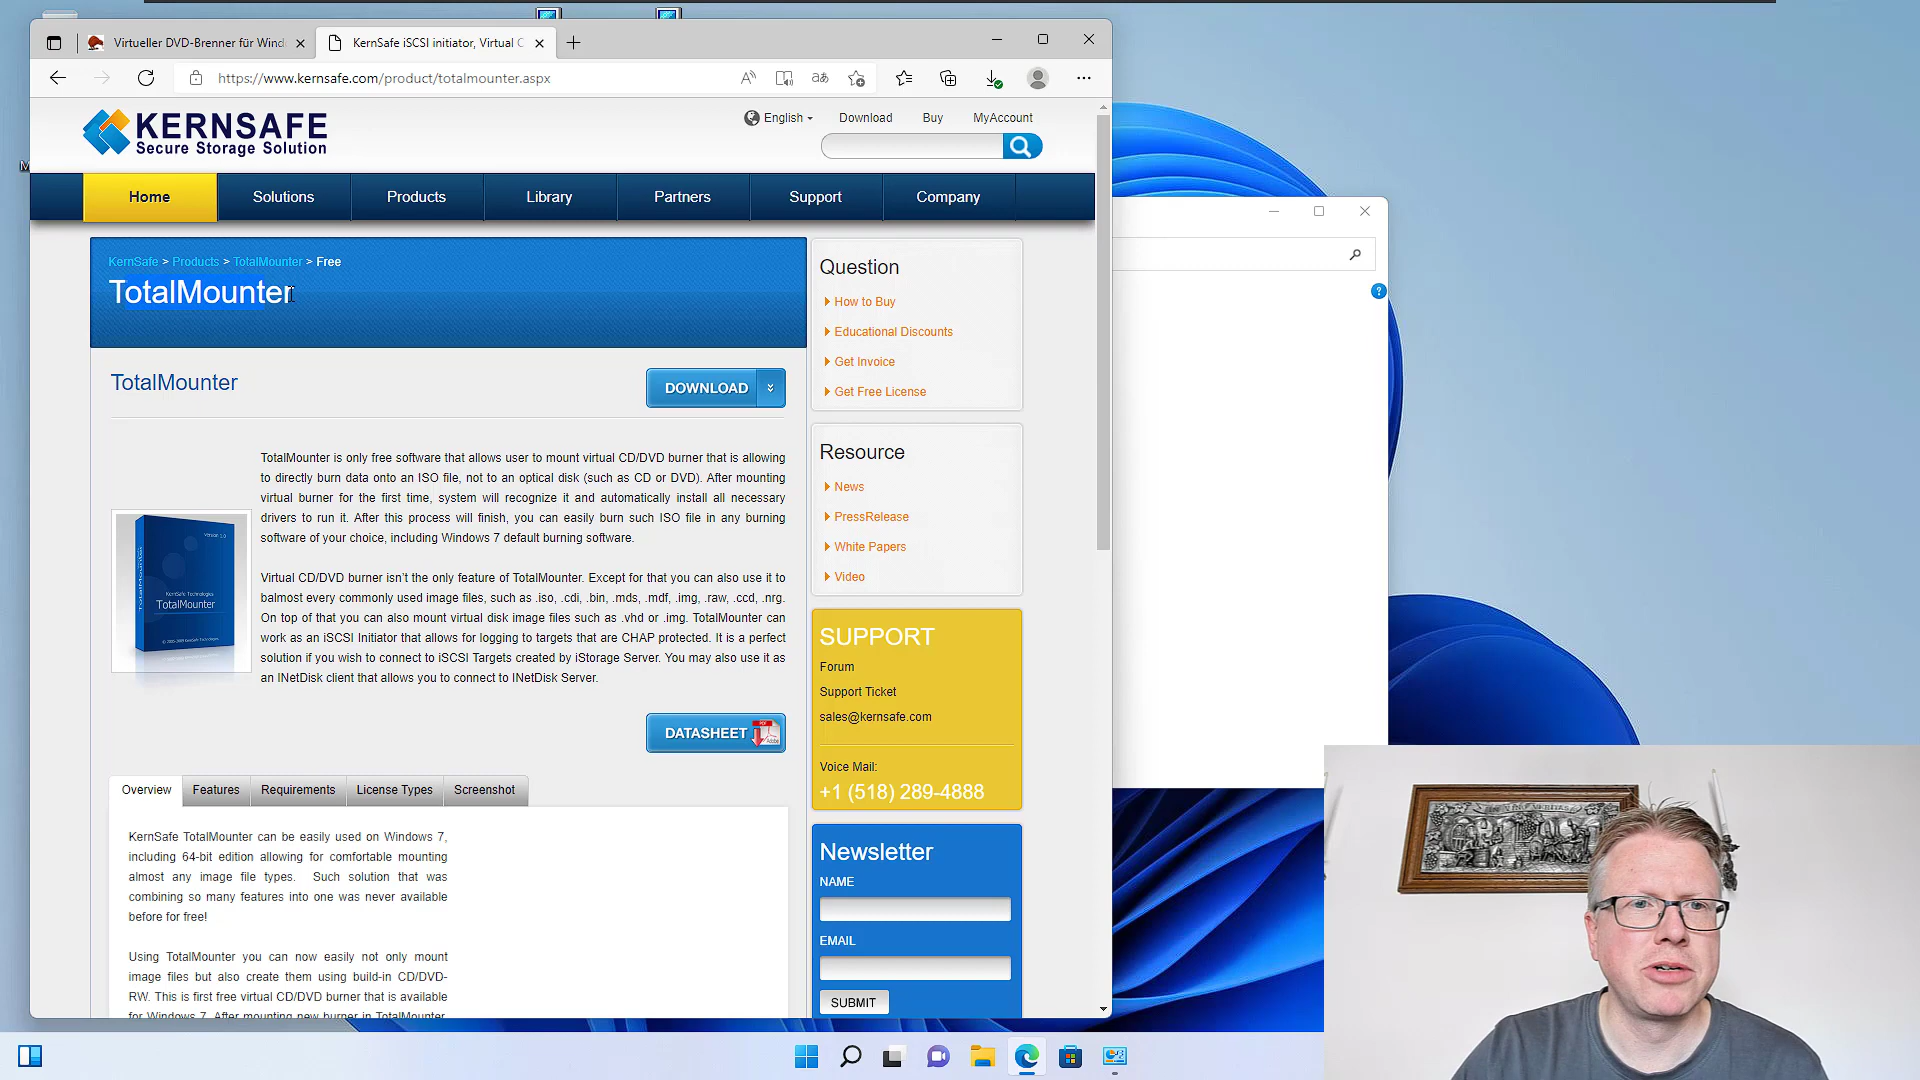 Virtueller DVD-Brenner für Wind
KernSafe iSCSI initiator, Virtual C
https://www.kernsafe.com/product/totalmounter.aspx
KERNSAFE
Secure Storage Solution
English
Download
Buy
MyAccount
Home
Solutions
Products
Library
Partners
Support
Company
KernSafe > Products > TotalMounter > Free
TotalMounter
TotalMounter
DOWNLOAD
TotalMounter is only free software that allows user to mount virtual CD/DVD burner that is allowing
to directly burn data onto an ISO file, not to an optical disk (such as CD or DVD). After mounting
virtual burner for the first time, system will recognize it and automatically install all necessary
drivers to run it. After this process will finish, you can easily burn such ISO file in any burning
software of your choice, including Windows 7 default burning software.
Version 1.0
TotalMounter
KernSafe Technologies
TotalMounter
Virtual CD/DVD burner isn't the only feature of TotalMounter. Except for that you can also use it to
balmost every commonly used image files, such as .iso, .cdi, .bin, .mds, .mdf, .img, .raw, .ccd, .nrg.
On top of that you can also mount virtual disk image files such as .vhd or .img. TotalMounter can
work as an iSCSI Initiator that allows for logging to targets that are CHAP protected. It is a perfect
solution if you wish to connect to iSCSI Targets created by iStorage Server. You may also use it as
an INetDisk client that allows you to connect to INetDisk Server.
DATASHEET
PDF
Adobe
Overview
Features
Requirements
License Types
Screenshot
KernSafe TotalMounter can be easily used on Windows 7,
including 64-bit edition allowing for comfortable mounting
almost any image file types. Such solution that was
combining so many features into one was never available
before for free!
Using TotalMounter you can now easily not only mount
image files but also create them using build-in CD/DVD-
RW. This is first free virtual CD/DVD burner that is available
for Windows 7. After mounting new burner in TotalMounter
Question
How to Buy
Educational Discounts
Get Invoice
Get Free License
Resource
News
PressRelease
White Papers
Video
SUPPORT
Forum
Support Ticket
sales@kernsafe.com
Voice Mail:
+1 (518) 289-4888
Newsletter
NAME
EMAIL
SUBMIT